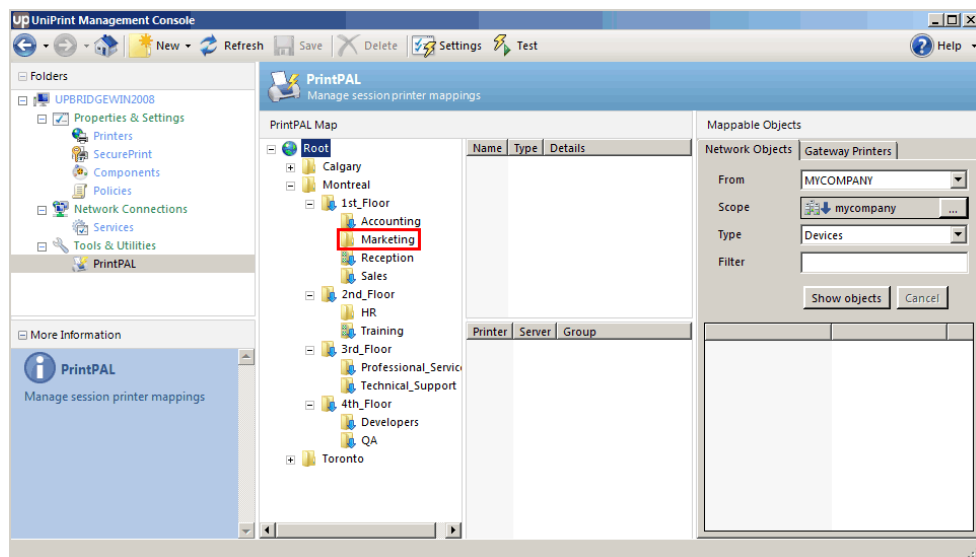 UP UniPrint Management Console
New Refresh Save Delete Settings Test Help
Folders
UPBRIDGEWIN2008
Properties & Settings
Printers
SecurePrint
Components
Policies
Network Connections
Services
Tools & Utilities
PrintPAL
More Information
PrintPAL
Manage session printer mappings
PrintPAL
Manage session printer mappings
PrintPAL Map
Root
Calgary
Montreal
1st_Floor
Accounting
Marketing
Reception
Sales
2nd_Floor
HR
Training
3rd_Floor
Professional_Servic
Technical_Support
4th_Floor
Developers
QA
Toronto
Name Type Details
Printer Server Group
Mappable Objects
Network Objects Gateway Printers
From MYCOMPANY
Scope mycompany ...
Type Devices
Filter
Show objects Cancel